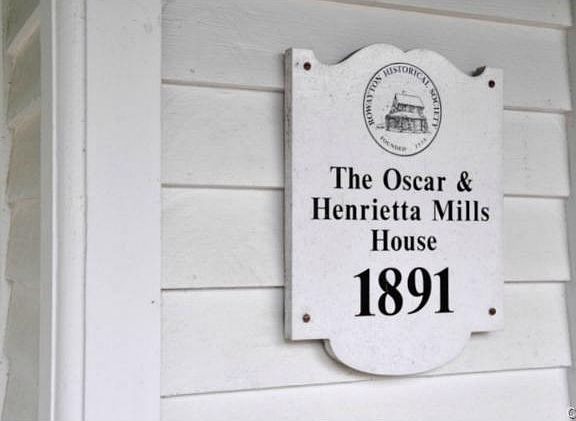 ROWAYTON HISTORICAL SOCIETY
FOUNDED
The Oscar &
Henrietta Mills
House
1891